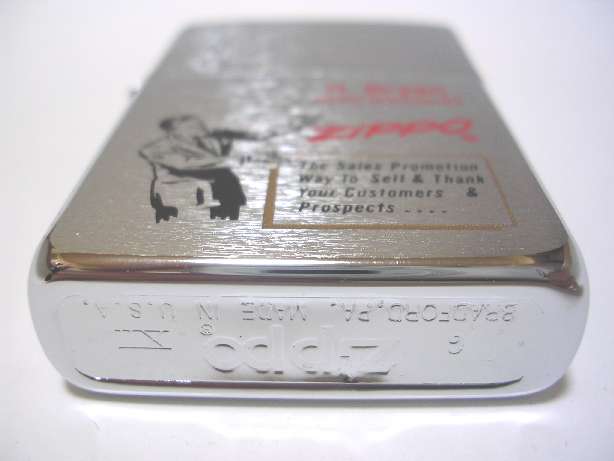 Zippo
The Sales Promotion
Way To Sell & Thank
Your Customers &
Prospects ....
BRADFORD,PA. MADE IN U.S.A.
G
Zippo®